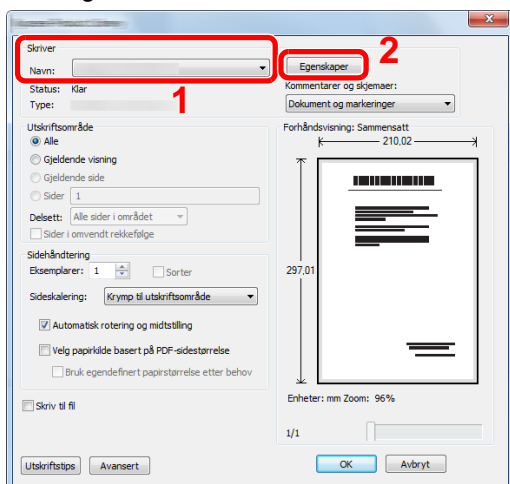 Skriver
Navn:
Egenskaper
2
Status: Klar
Kommentarer og skjemaer:
Type:
1
Dokument og markeringer
Utskriftsområde
Alle
Gjeldende visning
Gjeldende side
Sider 1
Delsett: Alle sider i området
Sider i omvendt rekkefølge
Forhåndsvisning: Sammensatt
210,02
297,01
Sidehåndtering
Eksemplarer: 1 Sorter
Sideskalering: Krymp til utskriftsområde
Automatisk rotering og midtstilling
Velg papirkilde basert på PDF-sidestørrelse
Bruk egendefinert papirstørrelse etter behov
Skriv til fil
Enheter: mm Zoom: 96%
1/1
Utskriftstips Avansert OK Avbryt